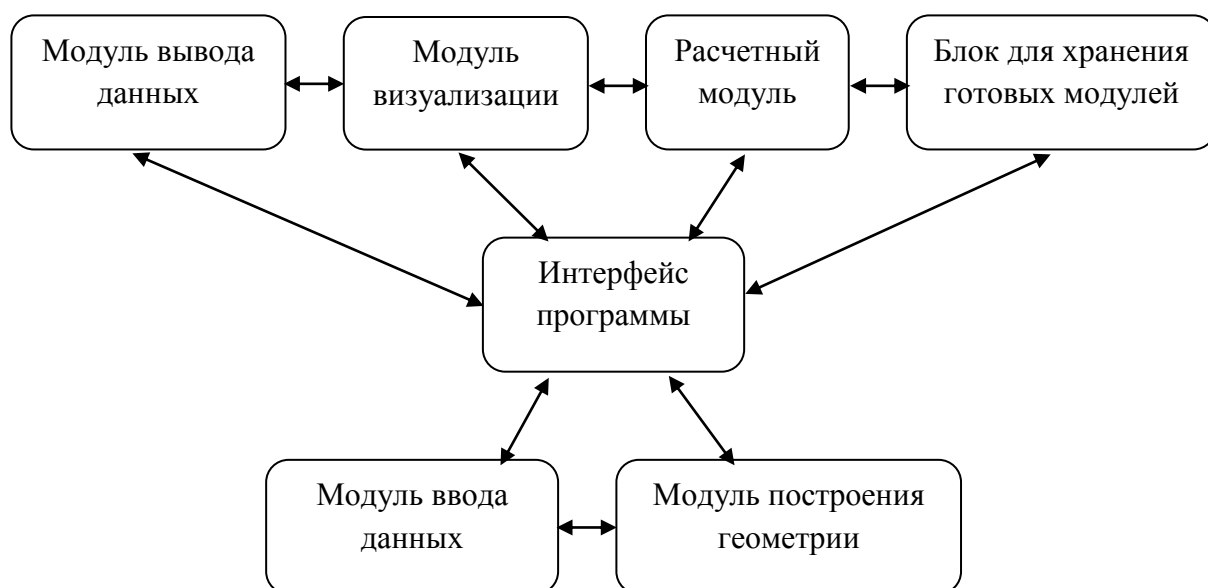 Модуль вывода
данных
Модуль
визуализации
Расчетный
модуль
Блок для хранения
готовых модулей
Интерфейс
программы
Модуль ввода
данных
Модуль построения
геометрии